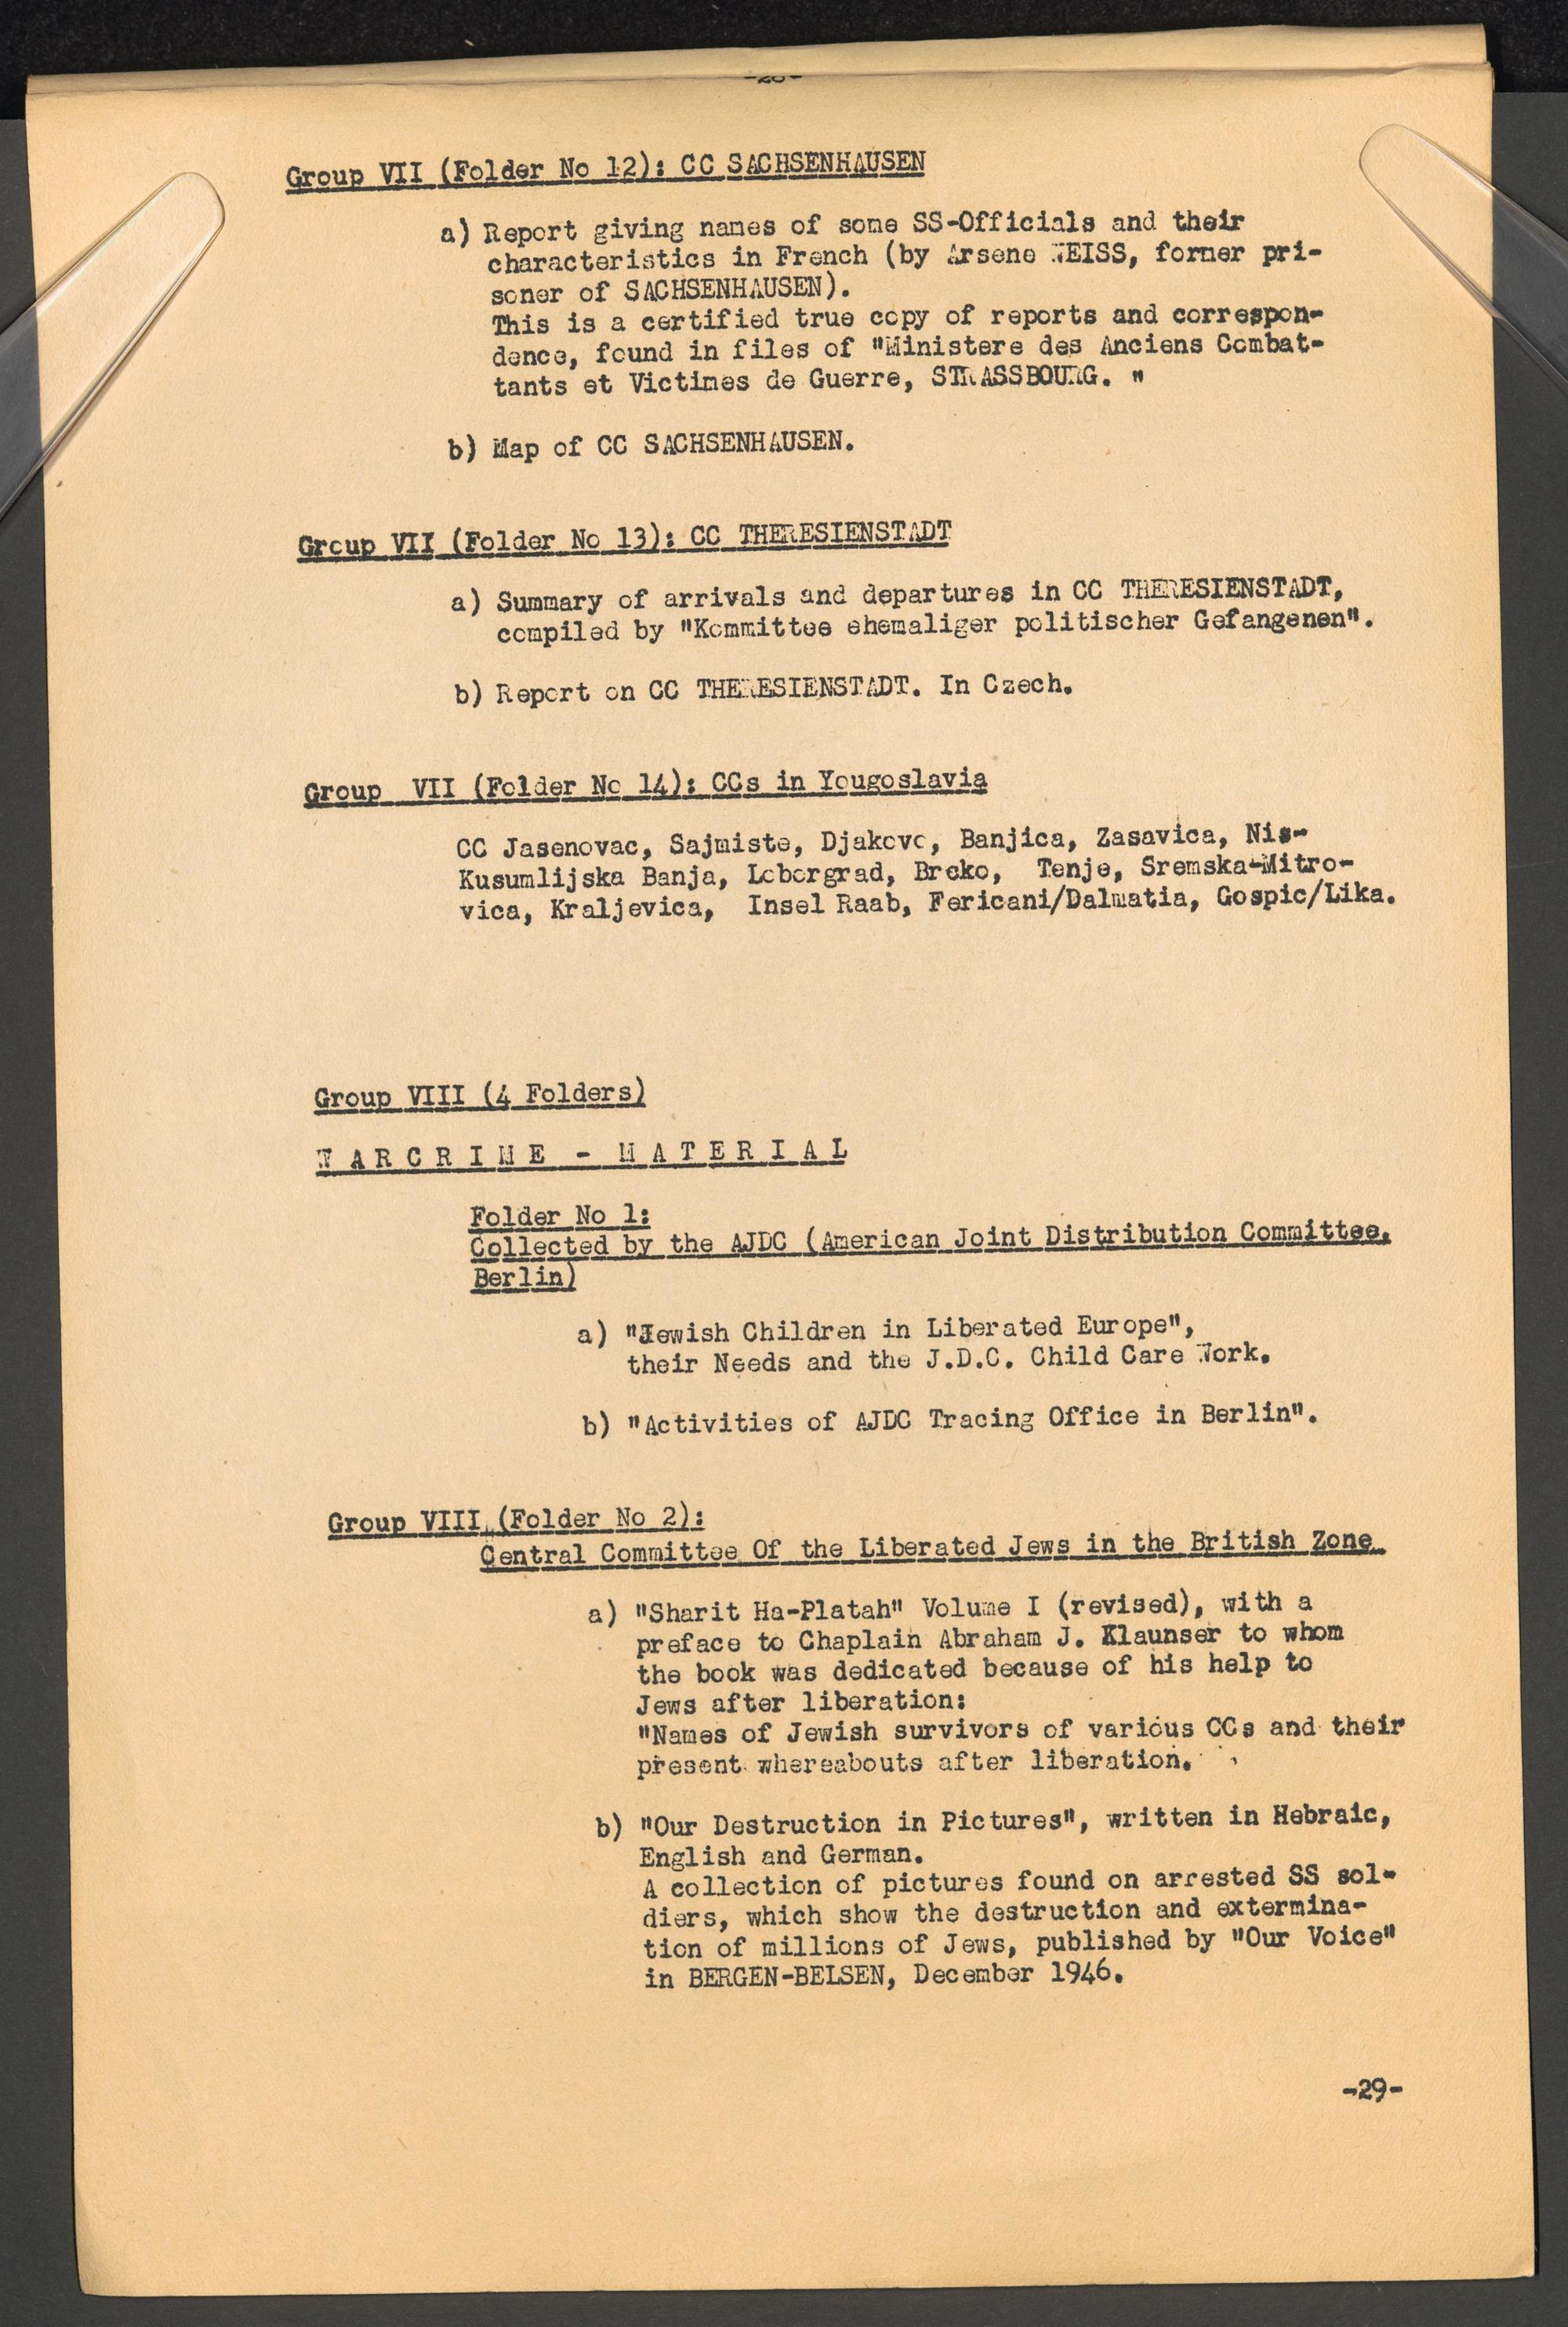 -28-
Group VII (Folder No 12): CC SACHSENHAUSEN
a) Report giving names of some SS-Officials and their
characteristics in French (by Arsene WEISS, former pri-
soner of SACHSENHAUSEN).
This is a certified true copy of reports and correspon-
dence, found in files of "Ministere des Anciens Combat-
tants et Victimes de Guerre, STRASSBOURG. "
b) Map of CC SACHSENHAUSEN.
Group VII (Folder No 13): CC THERESIENSTADT
a) Summary of arrivals and departures in CC THERESIENSTADT,
compiled by "Kommittee ehemaliger politischer Gefangenen".
b) Report on CC THERESIENSTADT. In Czech.
Group VII (Folder No 14): CCs in Yougoslavia
CC Jasenovac, Sajmiste, Djakovo, Banjica, Zasavica, Nis-
Kusumlijska Banja, Loborgrad, Brcko, Tenje, Sremska-Mitro-
vica, Kraljevica, Insel Raab, Fericani/Dalmatia, Gospic/Lika.
Group VIII (4 Folders)
W A R C R I M E - M A T E R I A L
Folder No 1:
Collected by the AJDC (American Joint Distribution Committee,
Berlin)
a) "Jewish Children in Liberated Europe",
their Needs and the J.D.C. Child Care Work.
b) "Activities of AJDC Tracing Office in Berlin".
Group VIII (Folder No 2):
Central Committee Of the Liberated Jews in the British Zone
a) "Sharit Ha-Platah" Volume I (revised), with a
preface to Chaplain Abraham J. Klaunser to whom
the book was dedicated because of his help to
Jews after liberation:
"Names of Jewish survivors of various CCs and their
present whereabouts after liberation.
b) "Our Destruction in Pictures", written in Hebraic,
English and German.
A collection of pictures found on arrested SS sol-
diers, which show the destruction and extermina-
tion of millions of Jews, published by "Our Voice"
in BERGEN-BELSEN, December 1946.
-29-